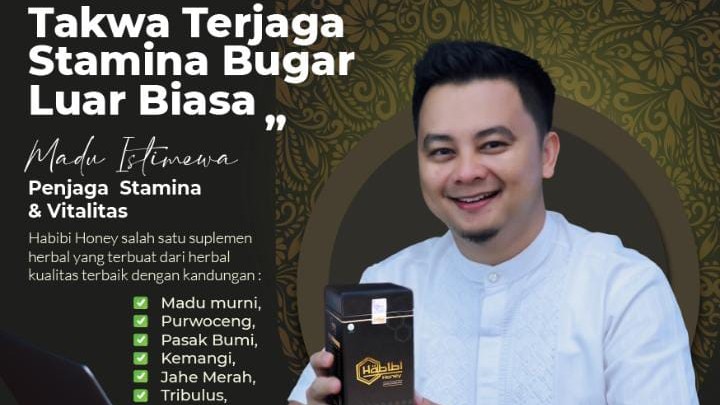 Takwa Terjaga
Stamina Bugar
Luar Biasa „
Madu Istimewa
Penjaga Stamina
& Vitalitas
Habibi Honey salah satu suplemen
herbal yang terbuat dari herbal
kualitas terbaik dengan kandungan :
Madu murni,
Purwoceng,
Pasak Bumi,
Kemangi,
Jahe Merah,
Tribulus,
Habibi
Honey